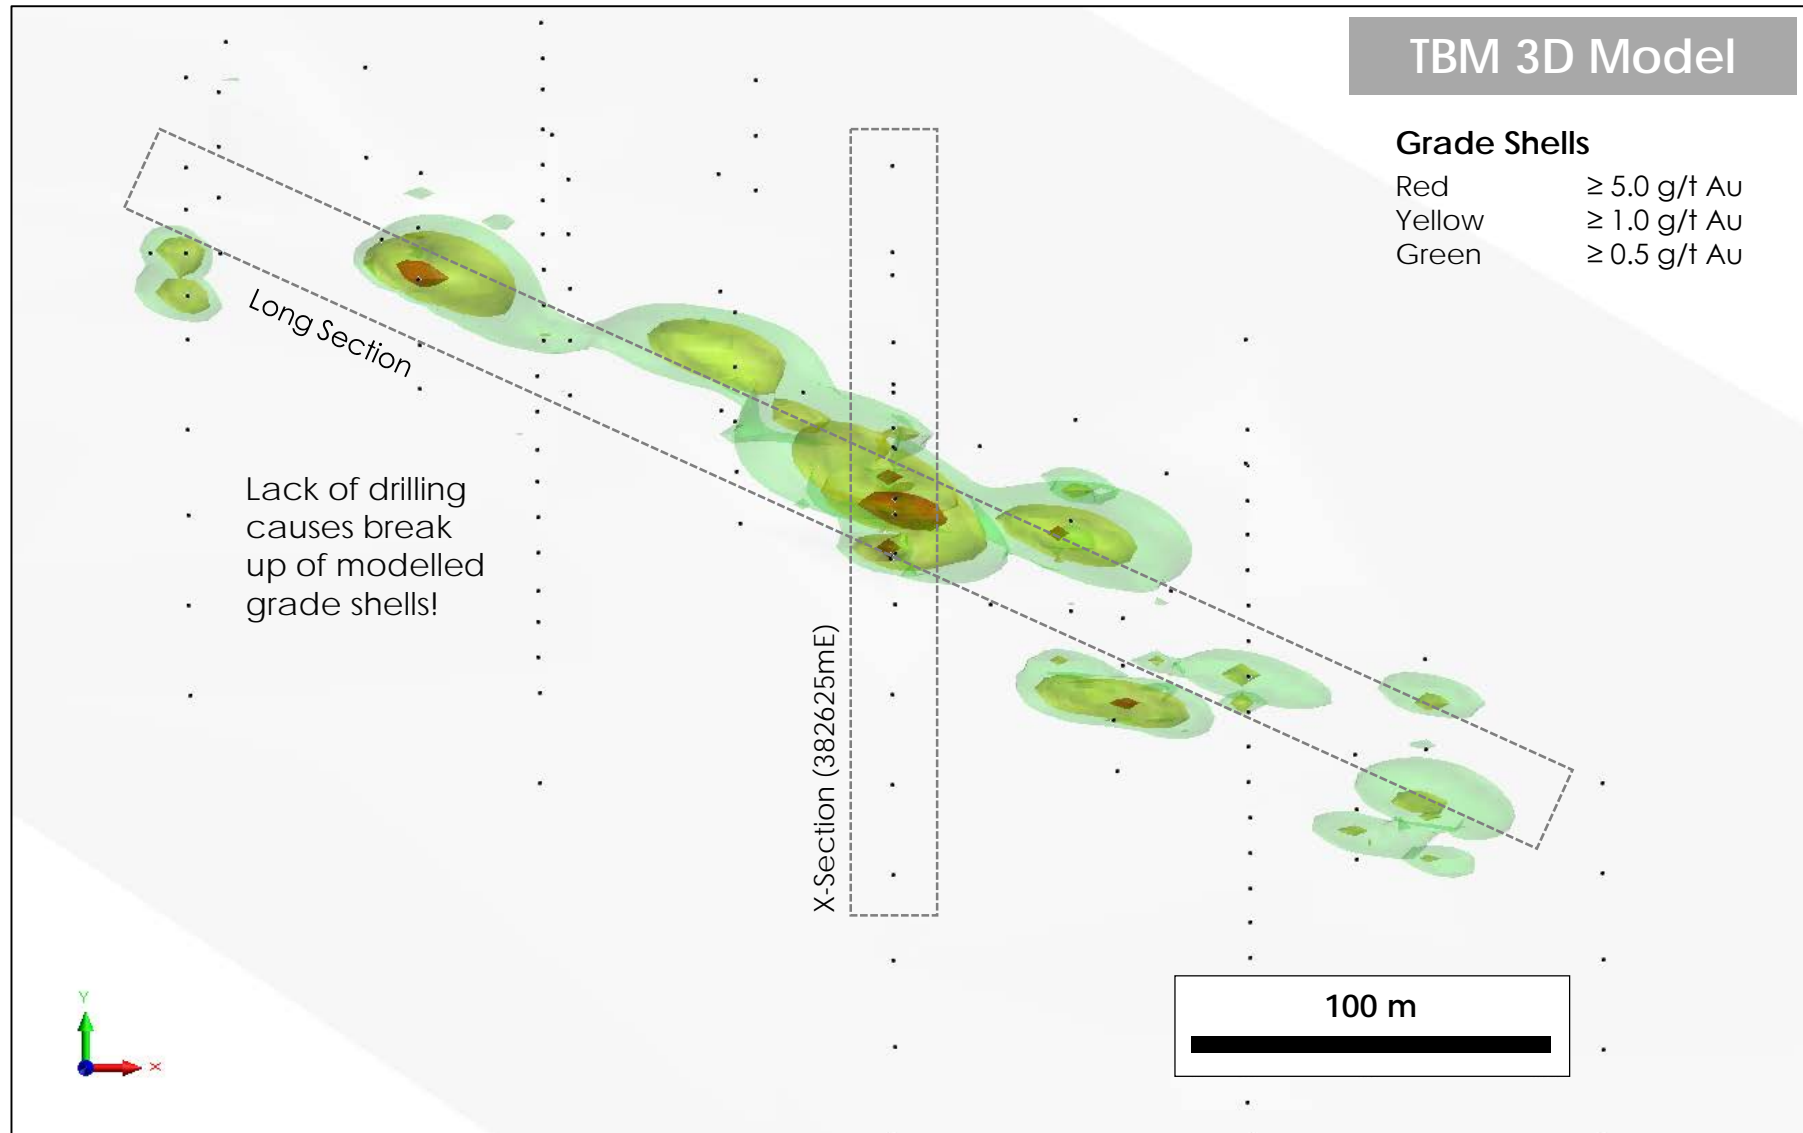 TBM 3D Model
Grade Shells
Red ≥ 5.0 g/t Au
Yellow ≥ 1.0 g/t Au
Green ≥ 0.5 g/t Au
Long Section
Lack of drilling
causes break
up of modelled
grade shells!
X-Section (382625mE)
Y
X
100 m